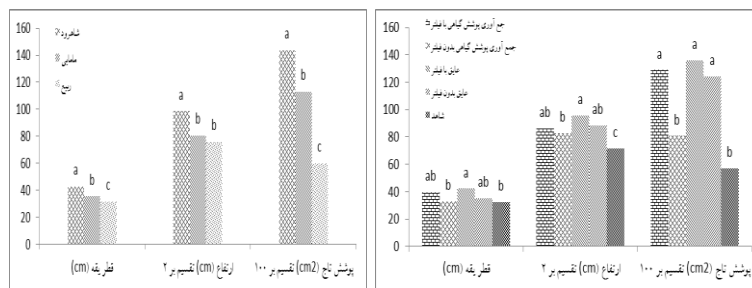 160
140
120
100
80
60
40
20
0
شاهرود
مامایی
ربیع
a
b
c
a
b
b
a
b
c
قطر یقه (cm)
ارتفاع (cm) تقسیم بر ۲
پوشش تاج (cm2) تقسیم بر ۱۰۰
160
140
120
100
80
60
40
20
0
جمع آوری پوشش گیاهی با فیلتر
جمع آوری پوشش گیاهی بدون فیلتر
عایق با فیلتر
عایق بدون فیلتر
شاهد
ab
b
a
ab
b
ab
b
a
ab
c
a
b
a
a
b
قطر یقه (cm)
ارتفاع (cm) تقسیم بر ۲
پوشش تاج (cm2) تقسیم بر ۱۰۰